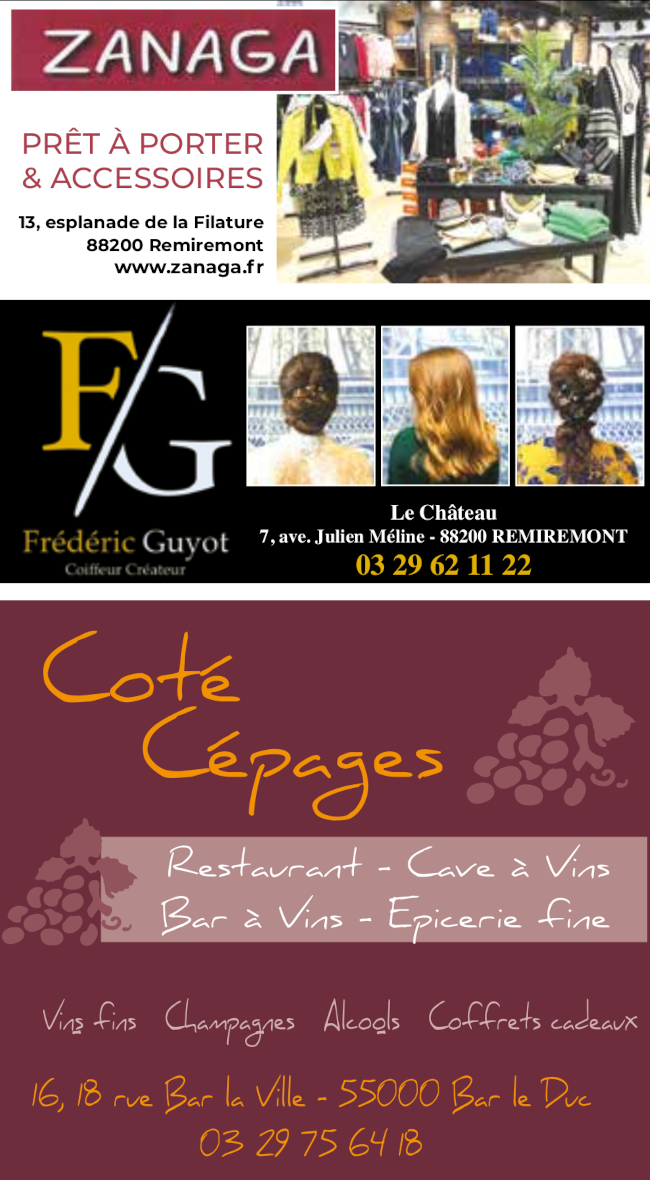 ZANAGA
PRÊT À PORTER
& ACCESSOIRES
13, esplanade de la Filature
88200 Remiremont
www.zanaga.fr
F/G
Frédéric Guyot
Coiffeur Créateur
Le Château
7, ave. Julien Méline - 88200 REMIREMONT
03 29 62 11 22
Coté
Cépages
Restaurant - Cave à Vins
Bar à Vins - Epicerie fine
Vins fins Champagnes Alcools Coffrets cadeaux
16, 18 rue Bar la Ville - 55000 Bar le Duc
03 29 75 64 18